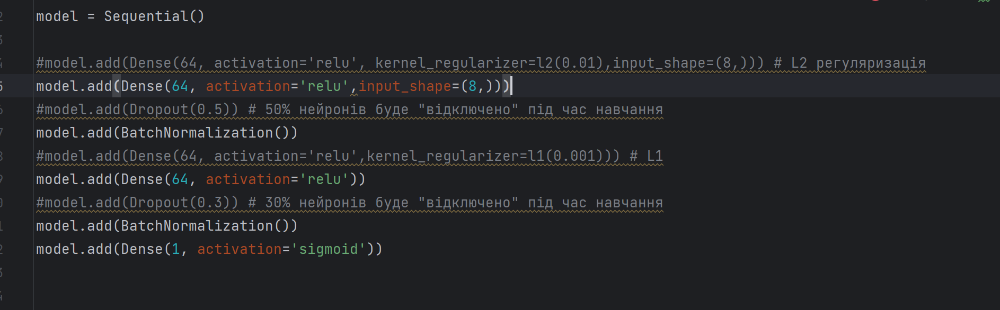 model = Sequential()
#model.add(Dense(64, activation='relu', kernel_regularizer=l2(0.01),input_shape=(8,))) # L2 регуляризація
model.add(Dense(64, activation='relu',input_shape=(8,)))
#model.add(Dropout(0.5)) # 50% нейронів буде "відключено" під час навчання
model.add(BatchNormalization())
#model.add(Dense(64, activation='relu',kernel_regularizer=l1(0.001))) # L1
model.add(Dense(64, activation='relu'))
#model.add(Dropout(0.3)) # 30% нейронів буде "відключено" під час навчання
model.add(BatchNormalization())
model.add(Dense(1, activation='sigmoid'))